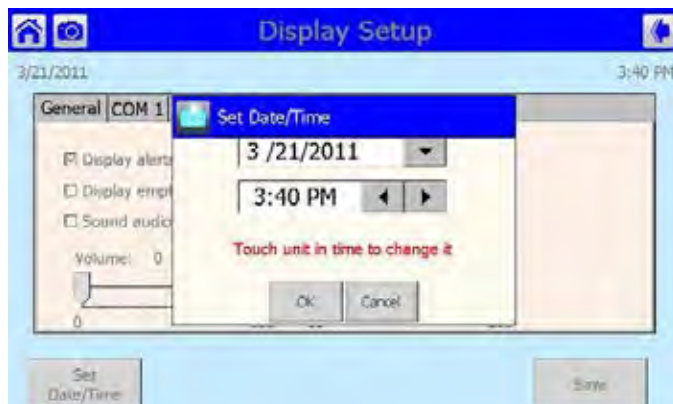 Display Setup
3/21/2011 3:40 PM
General COM 1
Set Date/Time
Display alerts
3 /21/2011
Display empt
3:40 PM
Sound audio
Touch unit in time to change it
Volume: 0
Ok Cancel
0
Set
Date/Time
Save